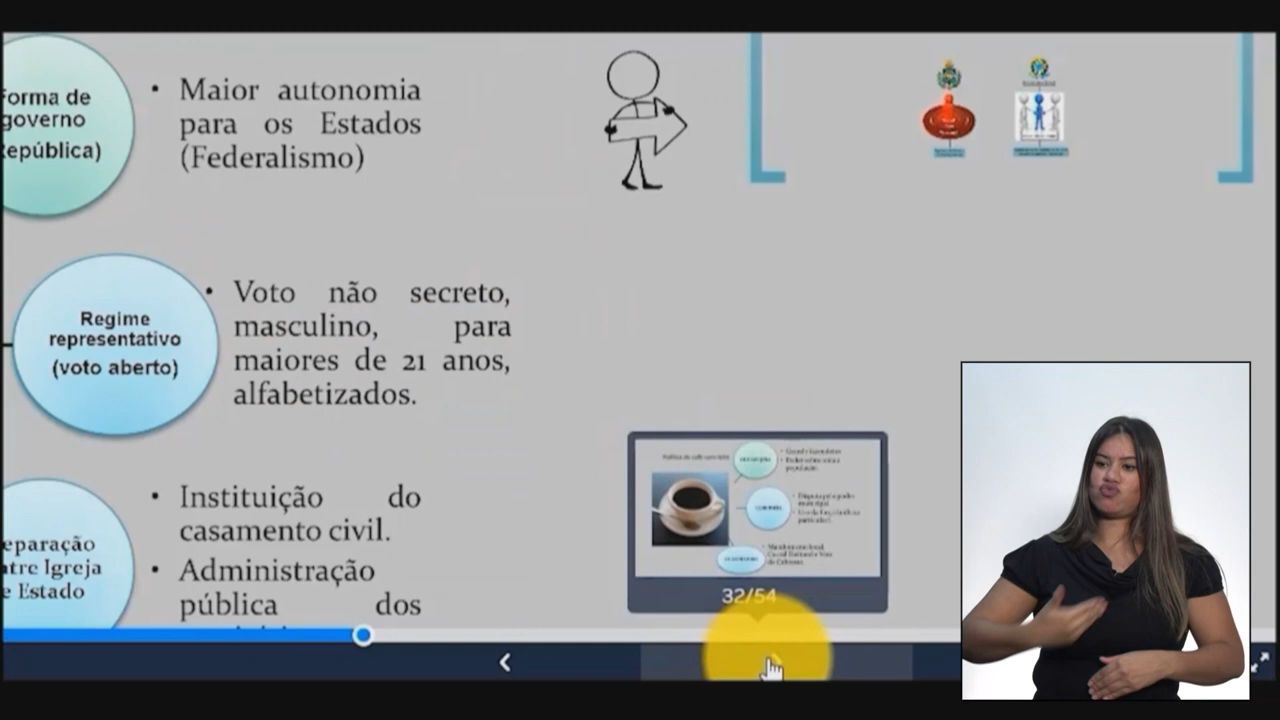 Forma de
governo
República)
• Maior autonomia
para os Estados
(Federalismo)
Regime
representativo
(voto aberto)
• Voto não secreto,
masculino, para
maiores de 21 anos,
alfabetizados.
eparação
ntre Igreja
e Estado
• Instituição do
casamento civil.
• Administração
pública dos
32/54